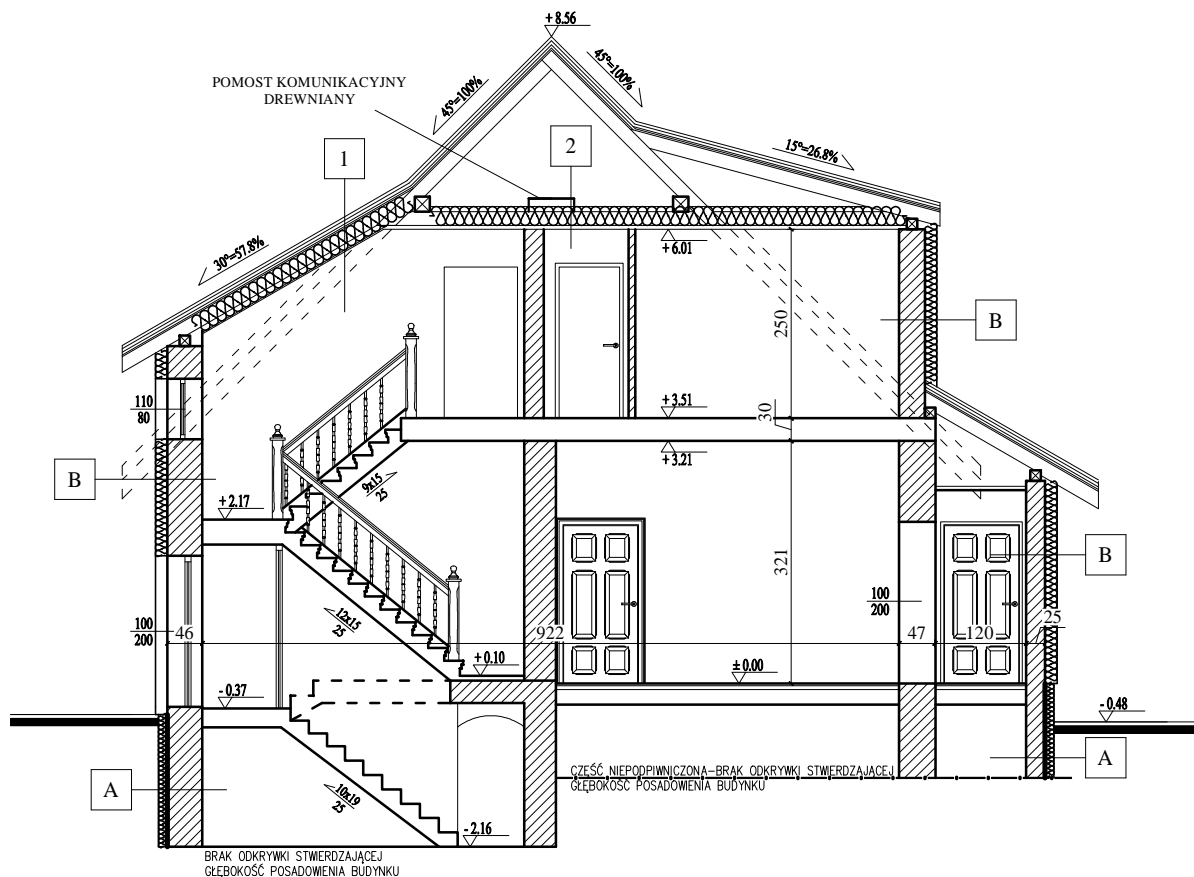 +8.56
POMOST KOMUNIKACYJNY
DREWNIANY
45°=100%
45°=100%
1
2
15°=26.8%
30°=57.8%
+6.01
B
250
110
80
+3.51
30
+3.21
B
9x15
25
+2.17
321
B
100
200
12x15
25
100
200
46
922
47
120
25
+0.10
±0.00
-0.37
-0.48
A
A
10x19
25
CZĘŚĆ NIEPODPIWNICZONA-BRAK ODKRYWKI STWIERDZAJĄCEJ
GŁĘBOKOŚĆ POSADOWIENIA BUDYNKU
-2.16
BRAK ODKRYWKI STWIERDZAJĄCEJ
GŁĘBOKOŚĆ POSADOWIENIA BUDYNKU